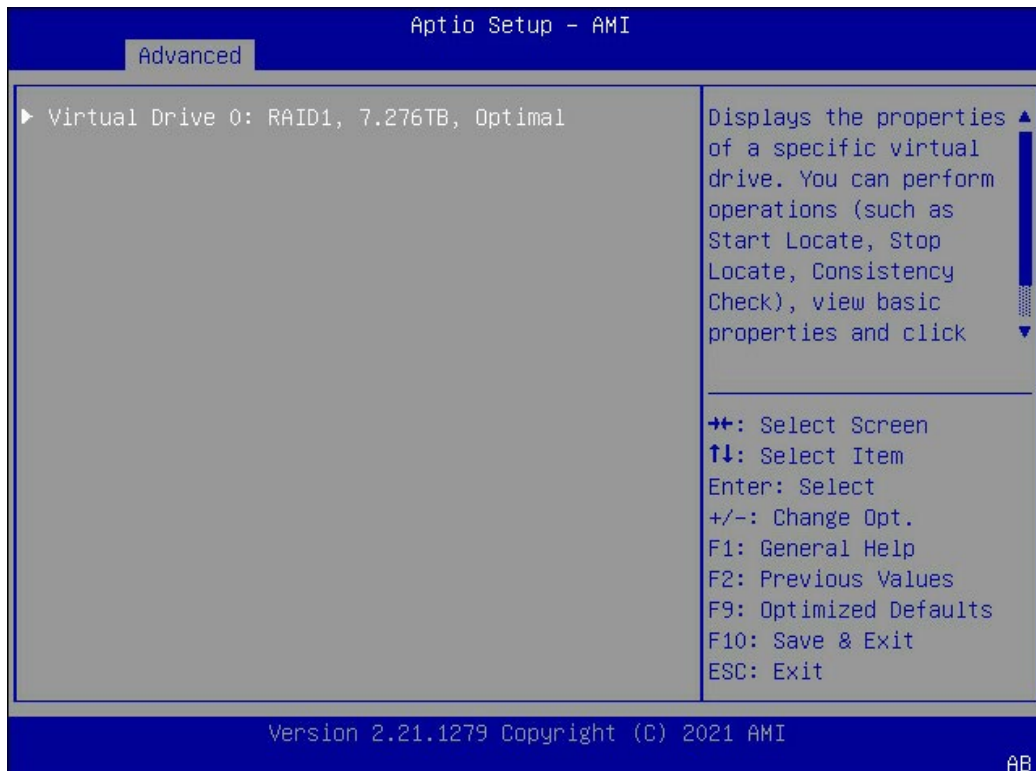 Aptio Setup – AMI
Advanced
▶ Virtual Drive 0: RAID1, 7.276TB, Optimal
Displays the properties
of a specific virtual
drive. You can perform
operations (such as
Start Locate, Stop
Locate, Consistency
Check), view basic
properties and click
→←: Select Screen
↑↓: Select Item
Enter: Select
+/-: Change Opt.
F1: General Help
F2: Previous Values
F9: Optimized Defaults
F10: Save & Exit
ESC: Exit
Version 2.21.1279 Copyright (C) 2021 AMI
AB